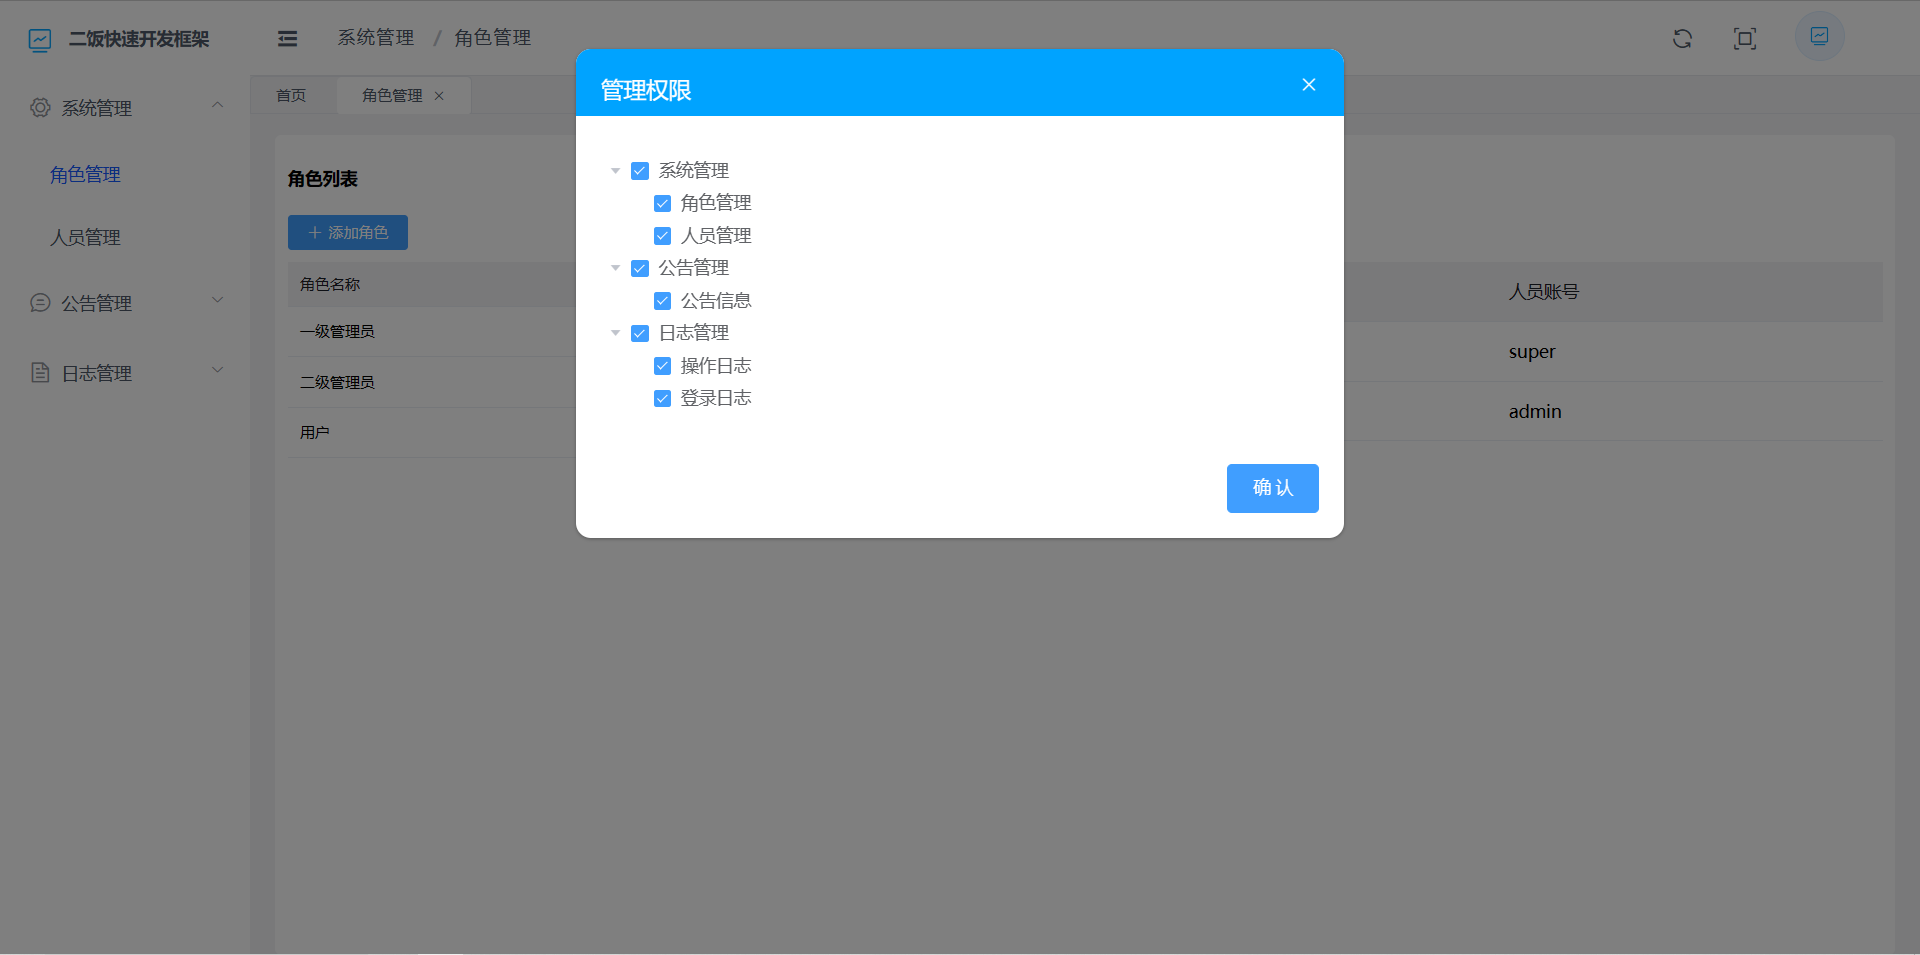 二饭快速开发框架
系统管理 / 角色管理
首页
角色管理
系统管理
角色管理
人员管理
公告管理
日志管理
角色列表
添加角色
角色名称
一级管理员
二级管理员
用户
人员账号
super
admin
管理权限
系统管理
角色管理
人员管理
公告管理
公告信息
日志管理
操作日志
登录日志
确认